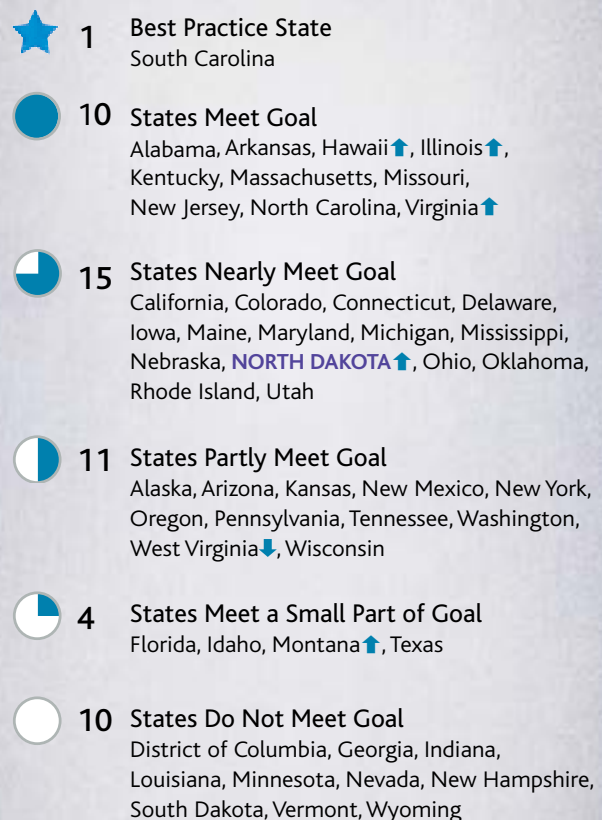 1 Best Practice State
South Carolina
10 States Meet Goal
Alabama, Arkansas, Hawaii⬆, Illinois⬆,
Kentucky, Massachusetts, Missouri,
New Jersey, North Carolina, Virginia⬆
15 States Nearly Meet Goal
California, Colorado, Connecticut, Delaware,
Iowa, Maine, Maryland, Michigan, Mississippi,
Nebraska, NORTH DAKOTA⬆, Ohio, Oklahoma,
Rhode Island, Utah
11 States Partly Meet Goal
Alaska, Arizona, Kansas, New Mexico, New York,
Oregon, Pennsylvania, Tennessee, Washington,
West Virginia⬇, Wisconsin
4 States Meet a Small Part of Goal
Florida, Idaho, Montana⬆, Texas
10 States Do Not Meet Goal
District of Columbia, Georgia, Indiana,
Louisiana, Minnesota, Nevada, New Hampshire,
South Dakota, Vermont, Wyoming